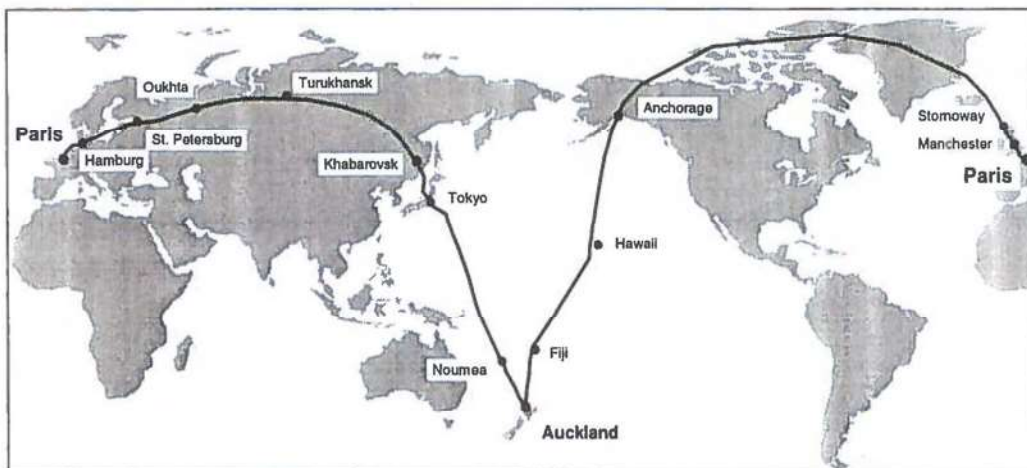 Oukhta
Turukhansk
Paris
St. Petersburg
Hamburg
Khabarovsk
Tokyo
Noumea
Auckland
Fiji
Hawaii
Anchorage
Stornoway
Manchester
Paris